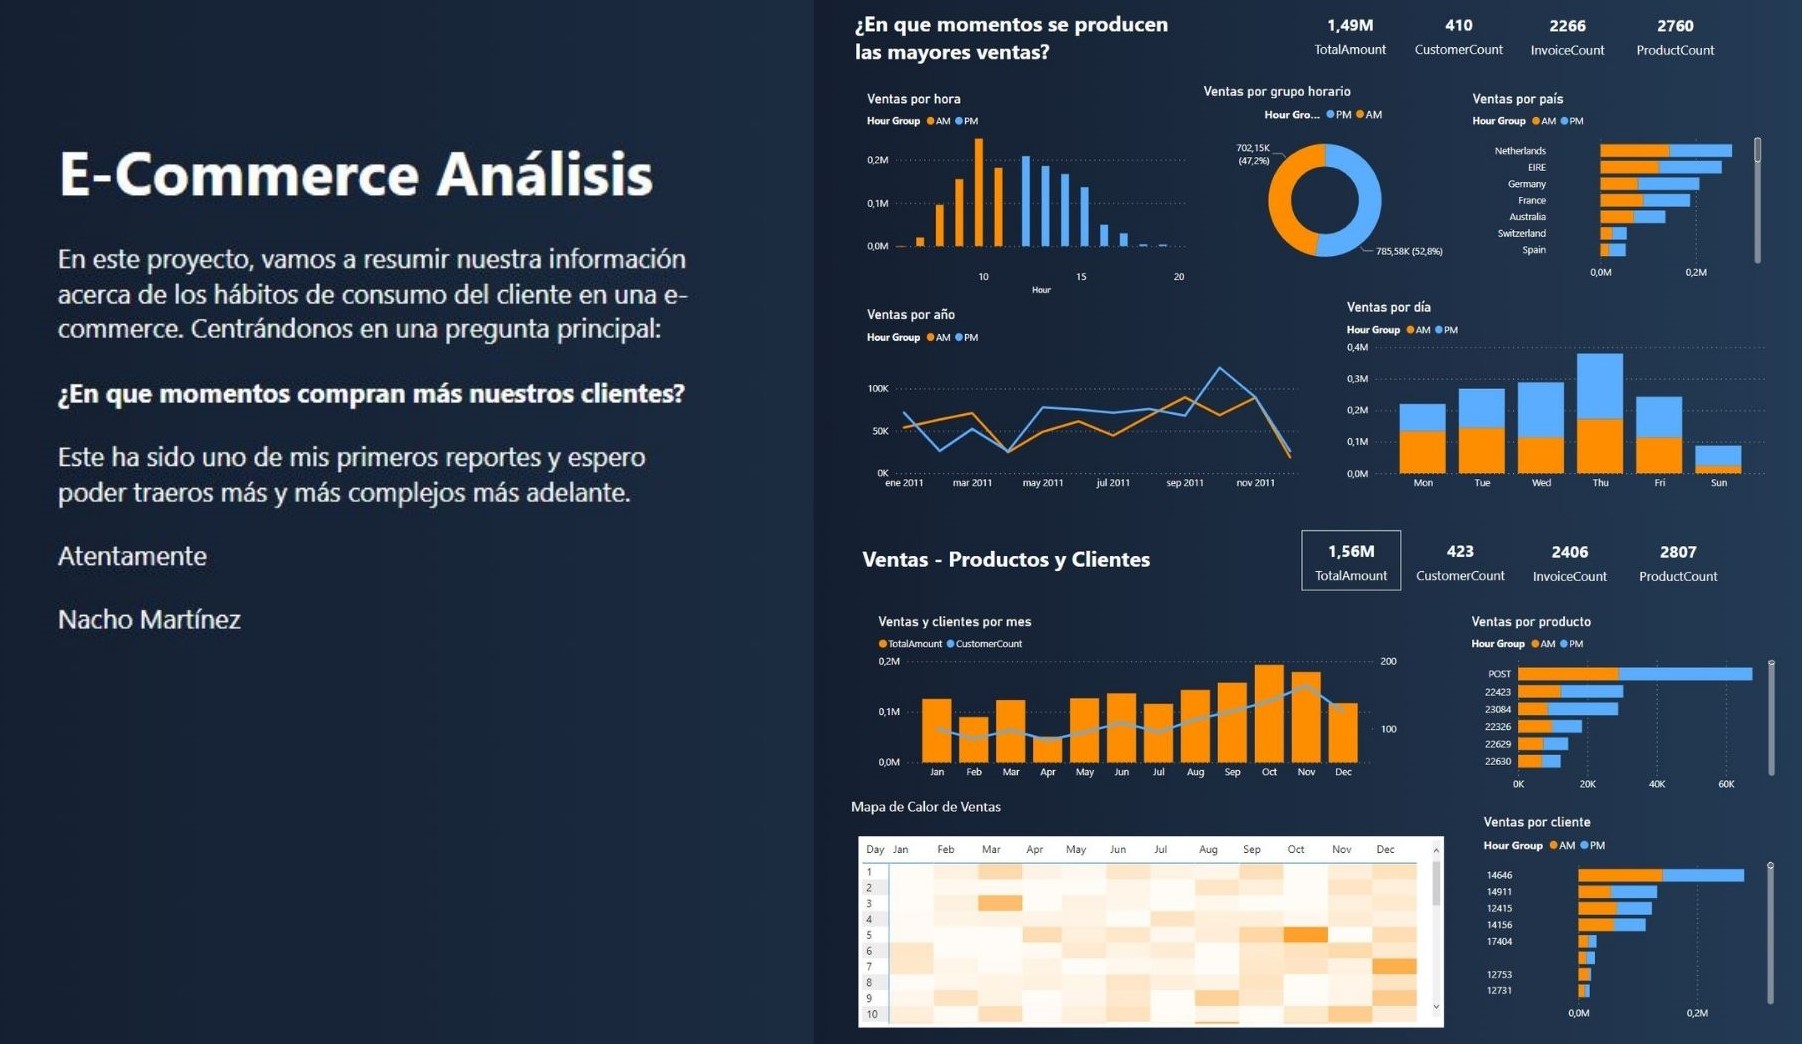 E-Commerce Análisis
En este proyecto, vamos a resumir nuestra información
acerca de los hábitos de consumo del cliente en una e-
commerce. Centrándonos en una pregunta principal:
¿En que momentos compran más nuestros clientes?
Este ha sido uno de mis primeros reportes y espero
poder traeros más y más complejos más adelante.
Atentamente
Nacho Martínez
¿En que momentos se producen
las mayores ventas?
1,49M
TotalAmount
410
CustomerCount
2266
InvoiceCount
2760
ProductCount
Ventas por hora
Hour Group AM PM
0,2M
0,1M
0,0M
10 15 20
Hour
Ventas por grupo horario
Hour Gro... PM AM
702,15K
(47,2%)
785,58K (52,8%)
Ventas por país
Hour Group AM PM
Netherlands
EIRE
Germany
France
Australia
Switzerland
Spain
0,0M 0,2M
Ventas por año
Hour Group AM PM
100K
50K
0K
ene 2011 mar 2011 may 2011 jul 2011 sep 2011 nov 2011
Ventas por día
Hour Group AM PM
0,4M
0,3M
0,2M
0,1M
0,0M
Mon Tue Wed Thu Fri Sun
Ventas - Productos y Clientes
1,56M
TotalAmount
423
CustomerCount
2406
InvoiceCount
2807
ProductCount
Ventas y clientes por mes
TotalAmount CustomerCount
0,2M
0,1M
0,0M
200
100
Jan Feb Mar Apr May Jun Jul Aug Sep Oct Nov Dec
Ventas por producto
Hour Group AM PM
POST
22423
23084
22326
22629
22630
0K 20K 40K 60K
Mapa de Calor de Ventas
Day Jan Feb Mar Apr May Jun Jul Aug Sep Oct Nov Dec
1
2
3
4
5
6
7
8
9
10
Ventas por cliente
Hour Group AM PM
14646
14911
12415
14156
17404
12753
12731
0,0M 0,2M